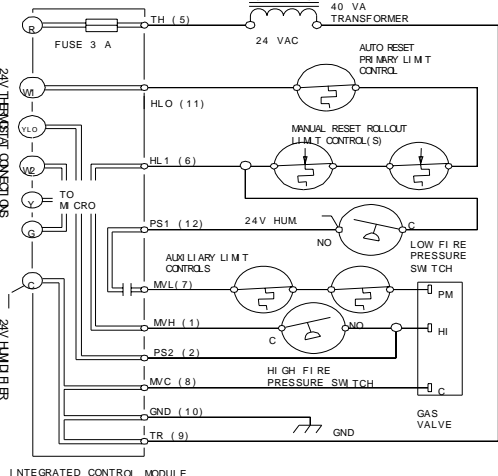 40 VA
TRANSFORMER
R
TH (5)
FUSE 3 A
24 VAC
AUTO RESET
PRIMARY LIMIT
CONTROL
W1
HLO (11)
24V THERMOSTAT CONNECTIONS
YLO
MANUAL RESET ROLLOUT
LIMIT CONTROL(S)
W2
HL1 (6)
Y
TO
MICRO
G
PS1 (12)
24V HUM.
NO
C
LOW FIRE
PRESSURE
SWITCH
AUXILIARY LIMIT
CONTROLS
C
MVL(7)
PM
MVH (1)
C
NO
HI
24V HUMIDIFIER
PS2 (2)
HIGH FIRE
PRESSURE SWITCH
MVC (8)
C
GND (10)
GND
GAS
VALVE
TR (9)
INTEGRATED CONTROL MODULE